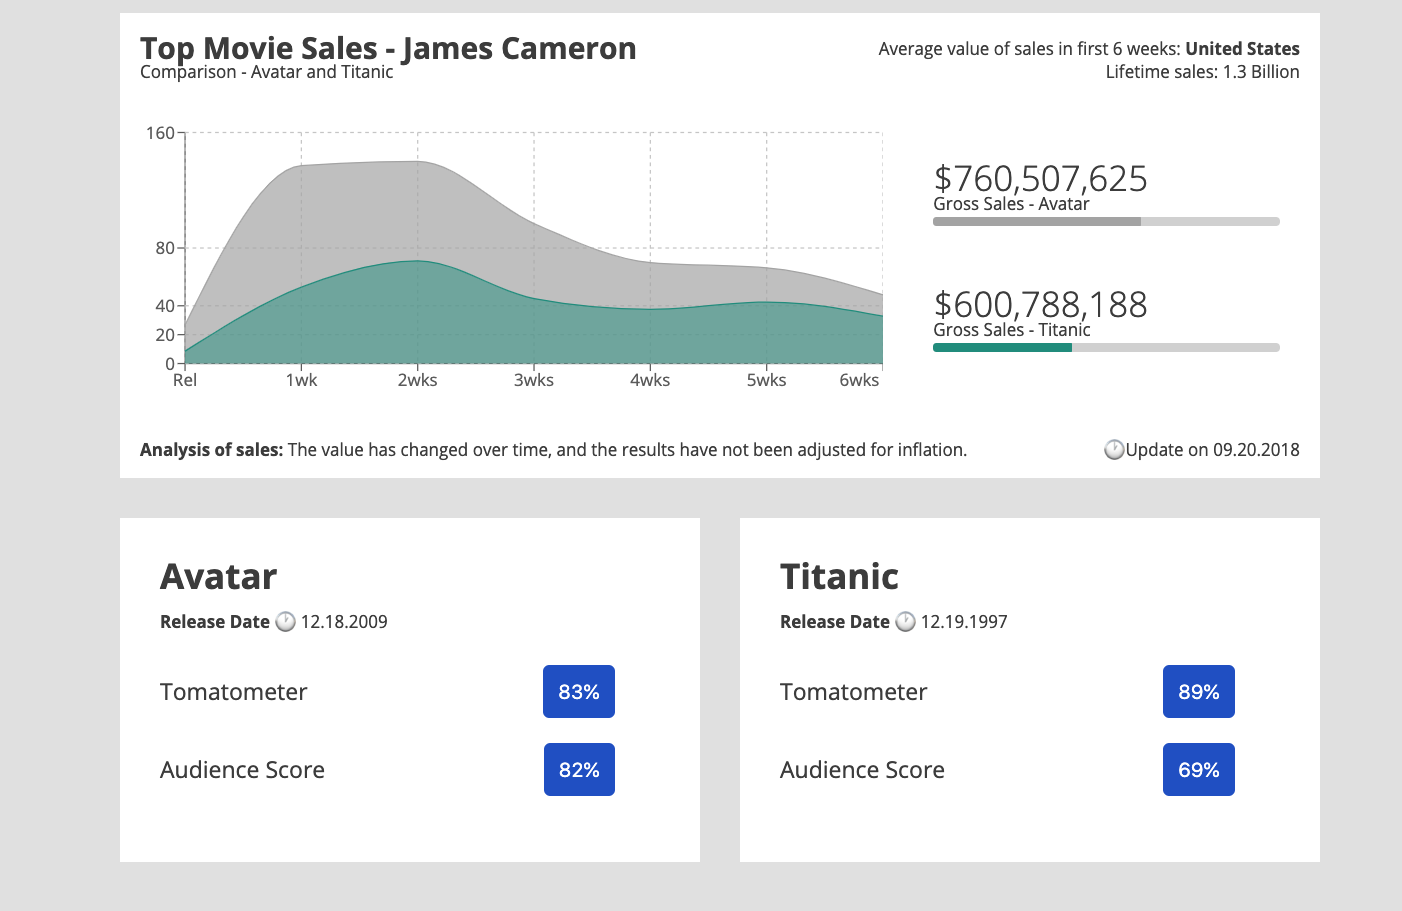 Top Movie Sales - James Cameron
Comparison - Avatar and Titanic
Average value of sales in first 6 weeks: United States
Lifetime sales: 1.3 Billion
160
80
40
20
0
Rel 1wk 2wks 3wks 4wks 5wks 6wks
$760,507,625
Gross Sales - Avatar
$600,788,188
Gross Sales - Titanic
Analysis of sales: The value has changed over time, and the results have not been adjusted for inflation.
Update on 09.20.2018
Avatar
Release Date 12.18.2009
Tomatometer 83%
Audience Score 82%
Titanic
Release Date 12.19.1997
Tomatometer 89%
Audience Score 69%